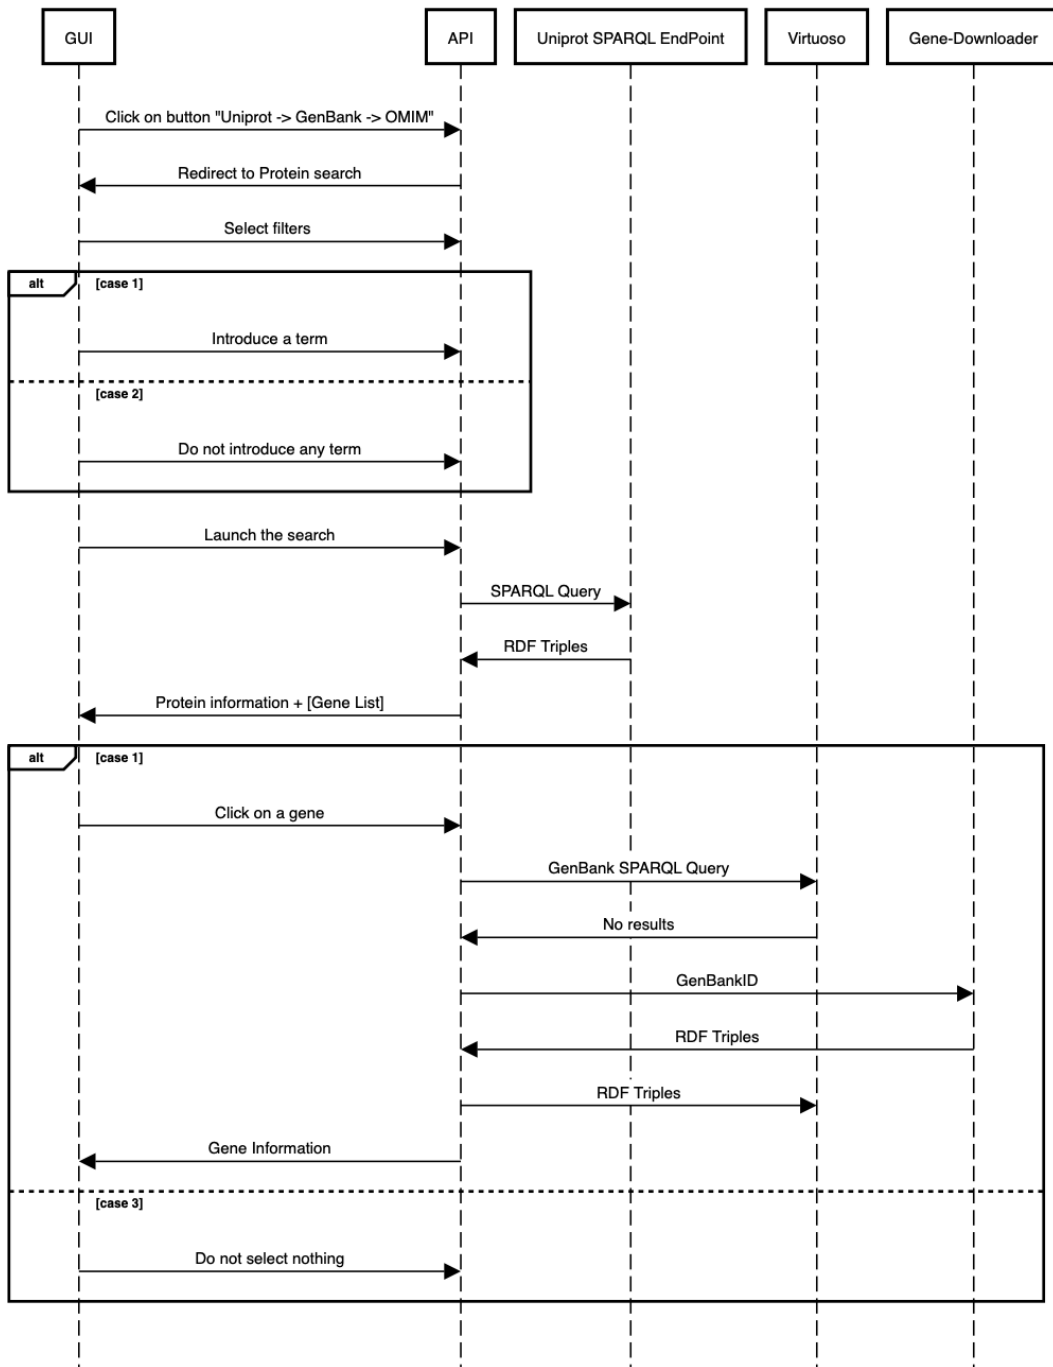 GUI
API
Uniprot SPARQL EndPoint
Virtuoso
Gene-Downloader
Click on button "Uniprot -> GenBank -> OMIM"
Redirect to Protein search
Select filters
alt
[case 1]
Introduce a term
[case 2]
Do not introduce any term
Launch the search
SPARQL Query
RDF Triples
Protein information + [Gene List]
alt
[case 1]
Click on a gene
GenBank SPARQL Query
No results
GenBankID
RDF Triples
RDF Triples
Gene Information
[case 3]
Do not select nothing